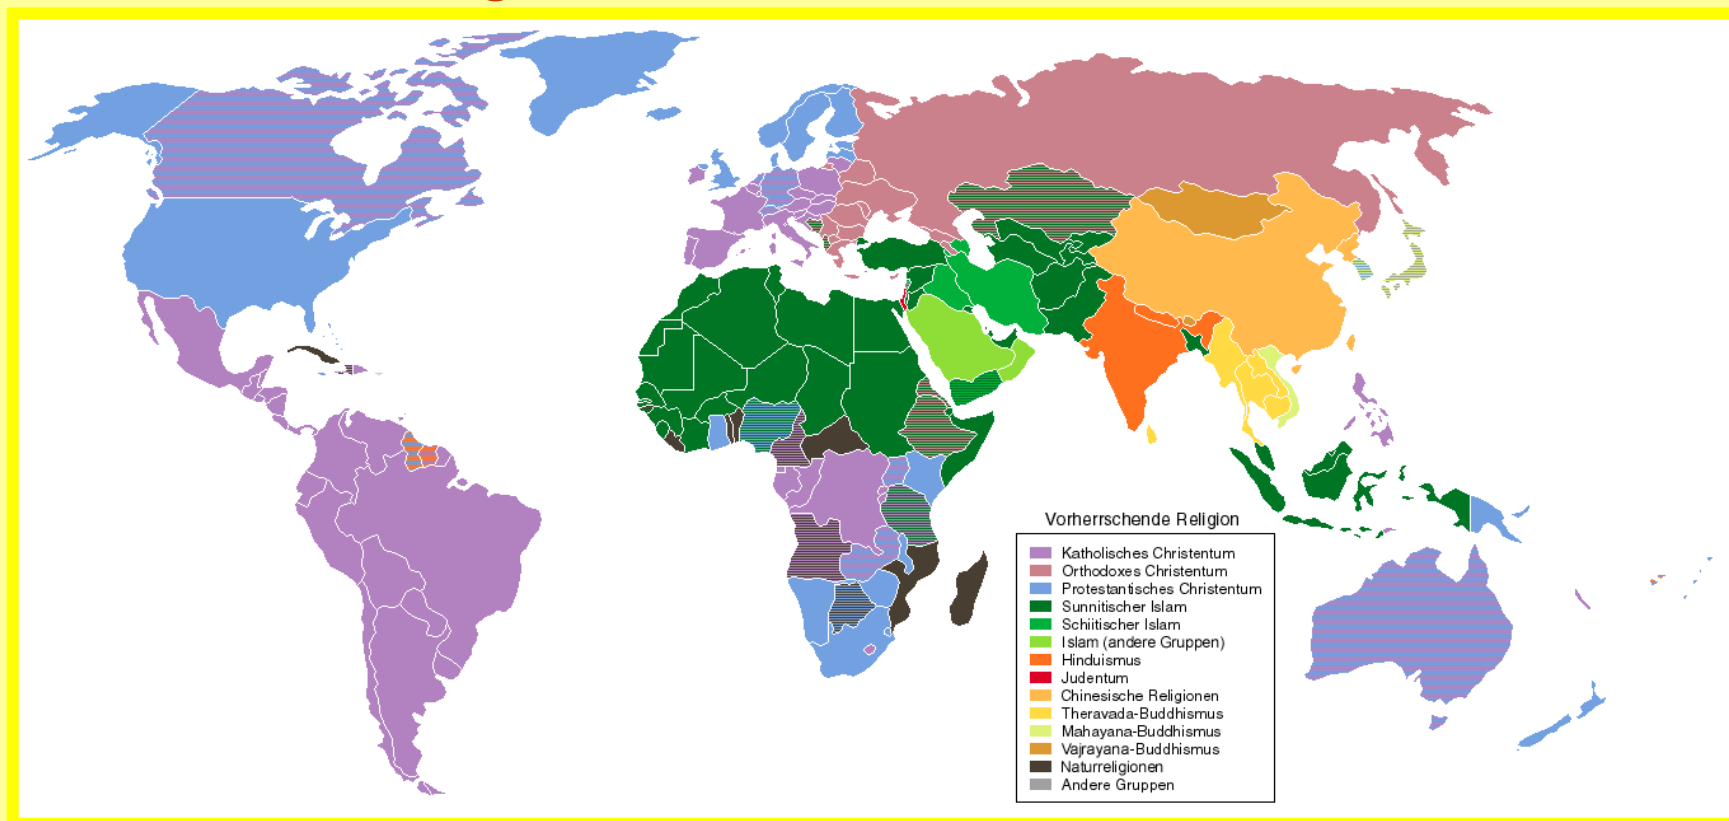 Vorherrschende Religion
Katholisches Christentum
Orthodoxes Christentum
Protestantisches Christentum
Sunnitischer Islam
Schiitischer Islam
Islam (andere Gruppen)
Hinduismus
Judentum
Chinesische Religionen
Theravada-Buddhismus
Mahayana-Buddhismus
Vajrayana-Buddhismus
Naturreligionen
Andere Gruppen